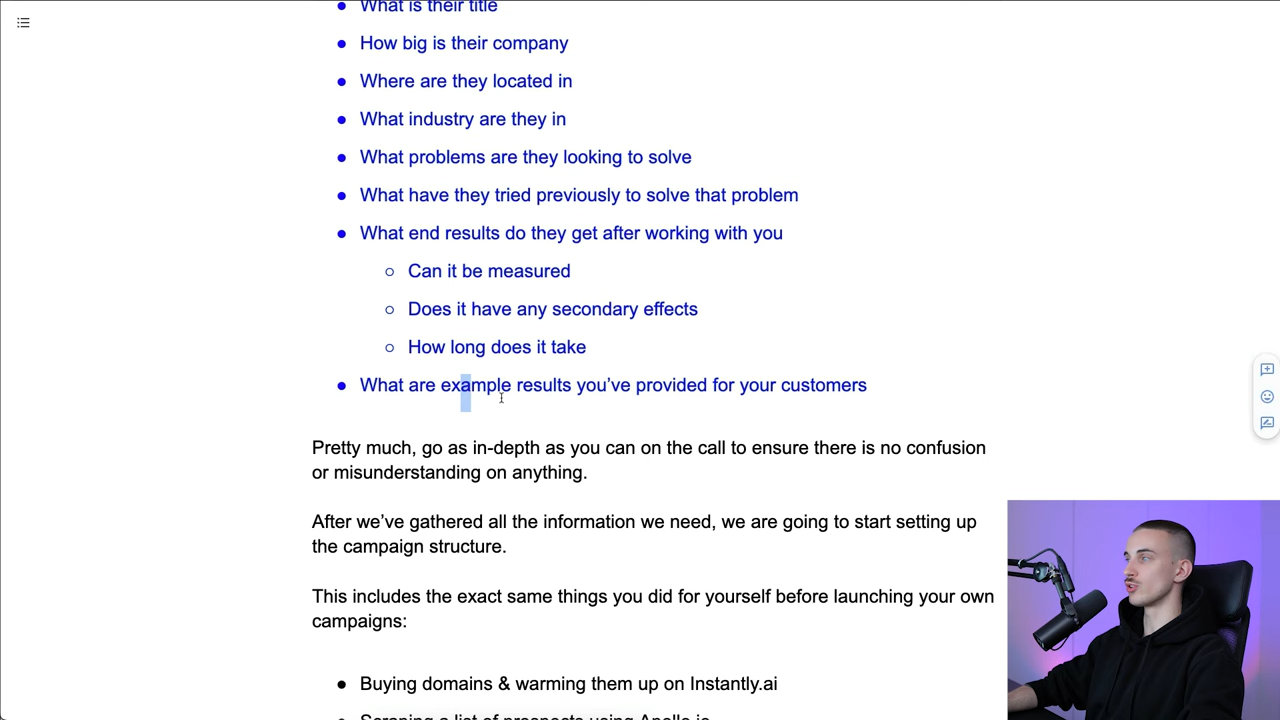 What is their title
How big is their company
Where are they located in
What industry are they in
What problems are they looking to solve
What have they tried previously to solve that problem
What end results do they get after working with you
Can it be measured
Does it have any secondary effects
How long does it take
What are example results you’ve provided for your customers
Pretty much, go as in-depth as you can on the call to ensure there is no confusion
or misunderstanding on anything.
After we’ve gathered all the information we need, we are going to start setting up
the campaign structure.
This includes the exact same things you did for yourself before launching your own
campaigns:
Buying domains & warming them up on Instantly.ai
Scraping a list of prospects using Apollo.io